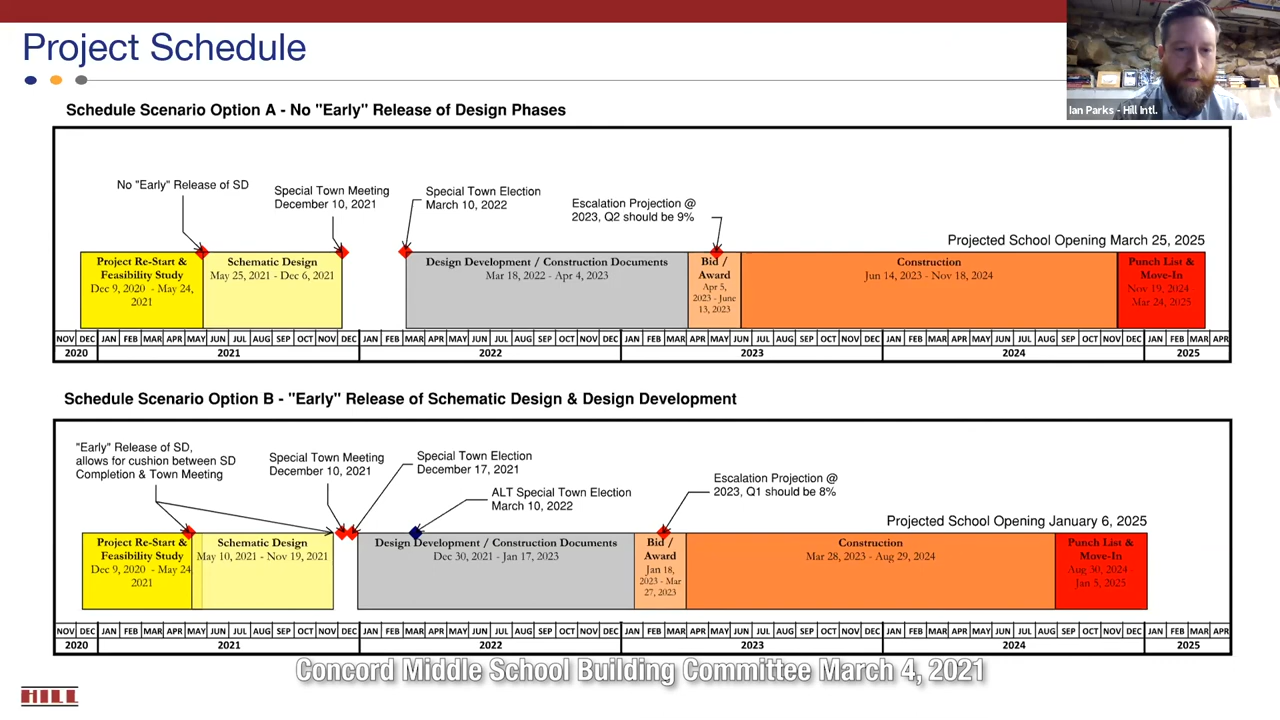 Project Schedule
Ian Parks - Hill Intl.
Schedule Scenario Option A - No "Early" Release of Design Phases
No "Early" Release of SD
Special Town Meeting
December 10, 2021
Special Town Election
March 10, 2022
Escalation Projection @
2023, Q2 should be 9%
Projected School Opening March 25, 2025
Project Re-Start &
Feasibility Study
Dec 9, 2020 - May 24,
2021
Schematic Design
May 25, 2021 - Dec 6, 2021
Design Development / Construction Documents
Mar 18, 2022 - Apr 4, 2023
Bid /
Award
Apr 5,
2023 - June
13, 2023
Construction
Jun 14, 2023 - Nov 18, 2024
Punch List &
Move-In
Nov 19, 2024
Mar 24, 2025
NOV DEC JAN FEB MAR APR MAY JUN JUL AUG SEP OCT NOV DEC JAN FEB MAR APR MAY JUN JUL AUG SEP OCT NOV DEC JAN FEB MAR APR MAY JUN JUL AUG SEP OCT NOV DEC JAN FEB MAR APR MAY JUN JUL AUG SEP OCT NOV DEC JAN FEB MAR APR
2020 2021 2022 2023 2024 2025
Schedule Scenario Option B - "Early" Release of Schematic Design & Design Development
"Early" Release of SD,
allows for cushion between SD
Completion & Town Meeting
Special Town Meeting
December 10, 2021
Special Town Election
December 17, 2021
ALT Special Town Election
March 10, 2022
Escalation Projection @
2023, Q1 should be 8%
Projected School Opening January 6, 2025
Project Re-Start &
Feasibility Study
Dec 9, 2020 - May 24
2021
Schematic Design
May 10, 2021 - Nov 19, 2021
Design Development / Construction Documents
Dec 30, 2021 - Jan 17, 2023
Bid /
Award
Jan 18,
2023 - Mar
27, 2023
Construction
Mar 28, 2023 - Aug 29, 2024
Punch List &
Move-In
Aug 30, 2024 -
Jan 5, 2025
NOV DEC JAN FEB MAR APR MAY JUN JUL AUG SEP OCT NOV DEC JAN FEB MAR APR MAY JUN JUL AUG SEP OCT NOV DEC JAN FEB MAR APR MAY JUN JUL AUG SEP OCT NOV DEC JAN FEB MAR APR MAY JUN JUL AUG SEP OCT NOV DEC JAN FEB MAR APR
2020 2021 2022 2023 2024 2025
Concord Middle School Building Committee March 4, 2021
HILL